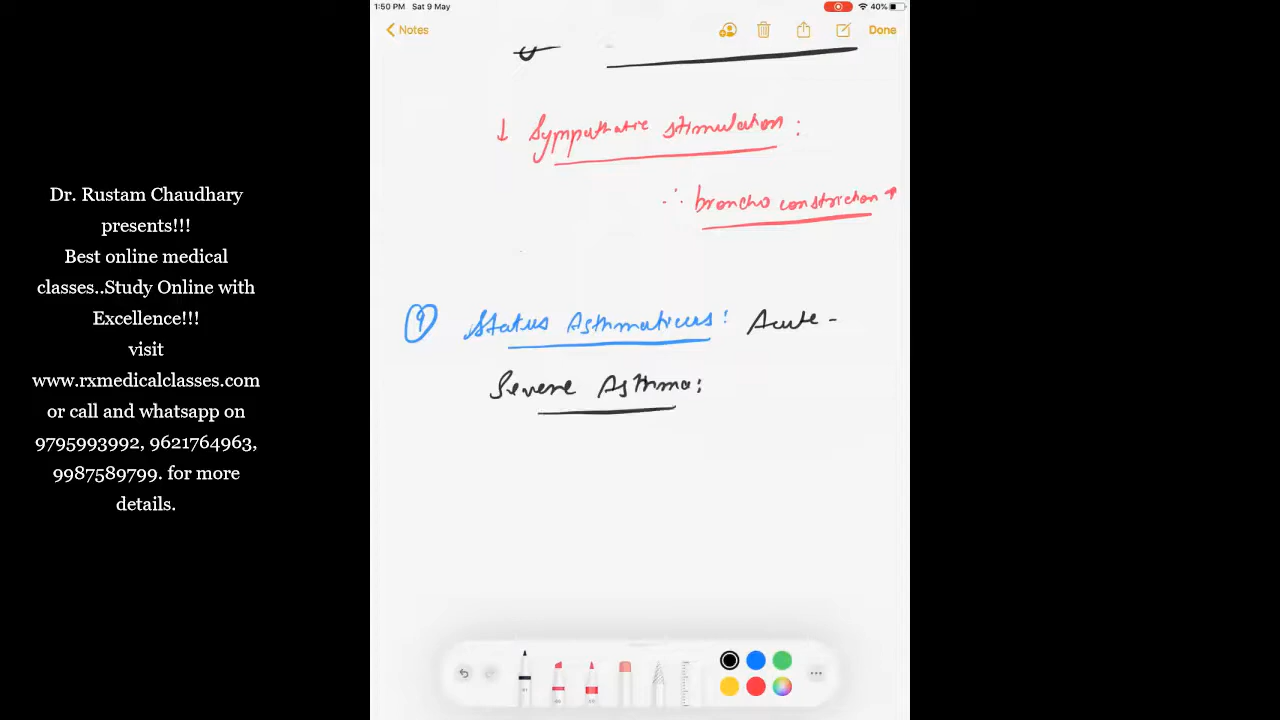 1:50 PM Sat 9 May
40%
Notes
Done
↓ Sympathatic stimulation :
∴ broncho constriction ↑
9 Status Asthmaticus : Acute -
Severe Asthma :
Dr. Rustam Chaudhary
presents!!!
Best online medical
classes..Study Online with
Excellence!!!
visit
www.rxmedicalclasses.com
or call and whatsapp on
9795993992, 9621764963,
9987589799. for more
details.